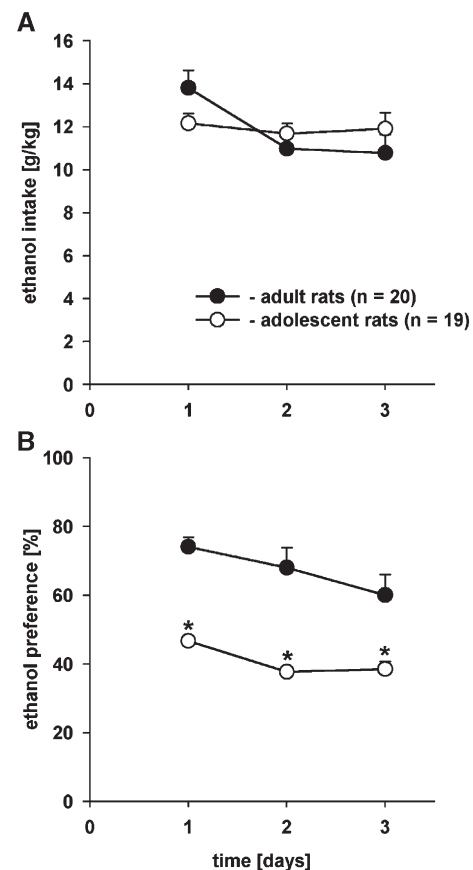 A
16
14
12
10
8
6
4
2
0
ethanol intake [g/kg]
- adult rats (n = 20)
- adolescent rats (n = 19)
0 1 2 3
B
100
80
60
40
20
0
ethanol preference [%]
* * *
0 1 2 3
time [days]